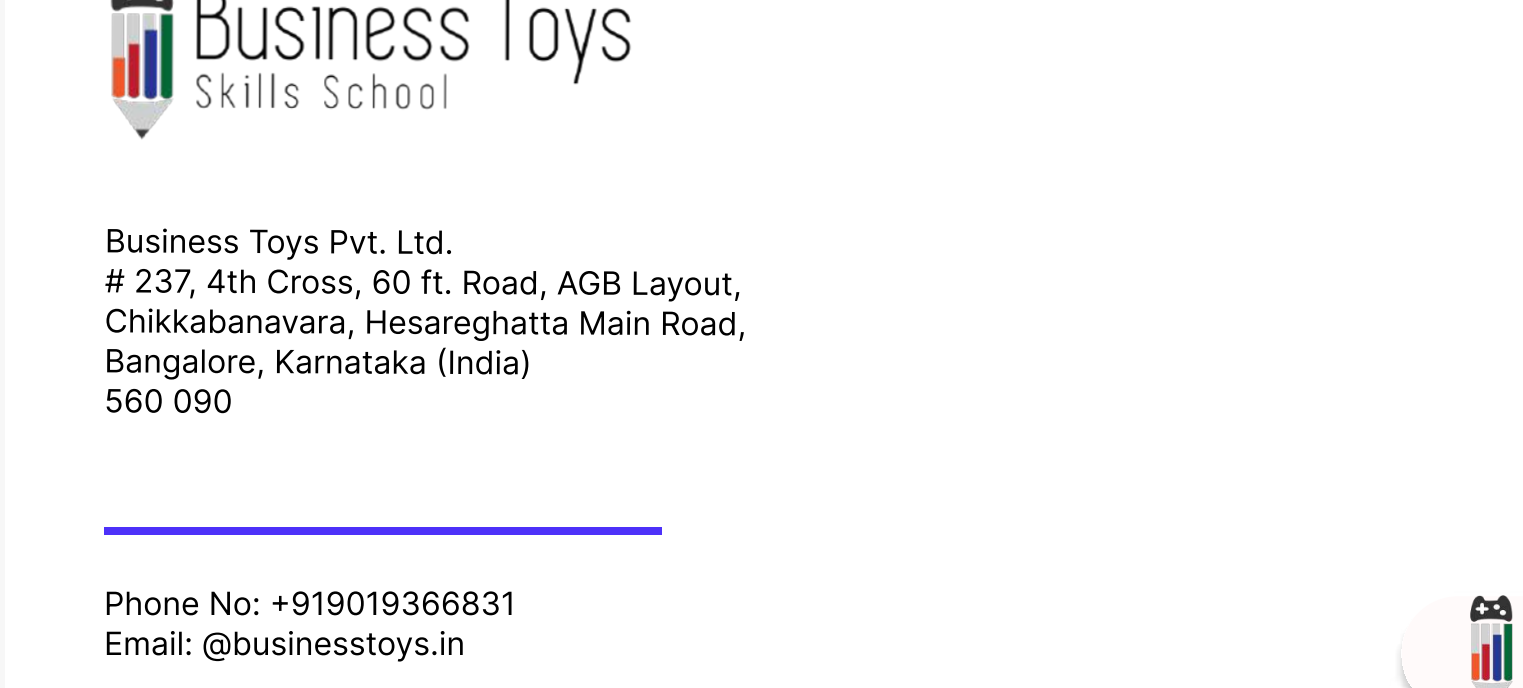 Business Toys
Skills School
Business Toys Pvt. Ltd.
# 237, 4th Cross, 60 ft. Road, AGB Layout,
Chikkabanavara, Hesareghatta Main Road,
Bangalore, Karnataka (India)
560 090
Phone No: +919019366831
Email: @businesstoys.in